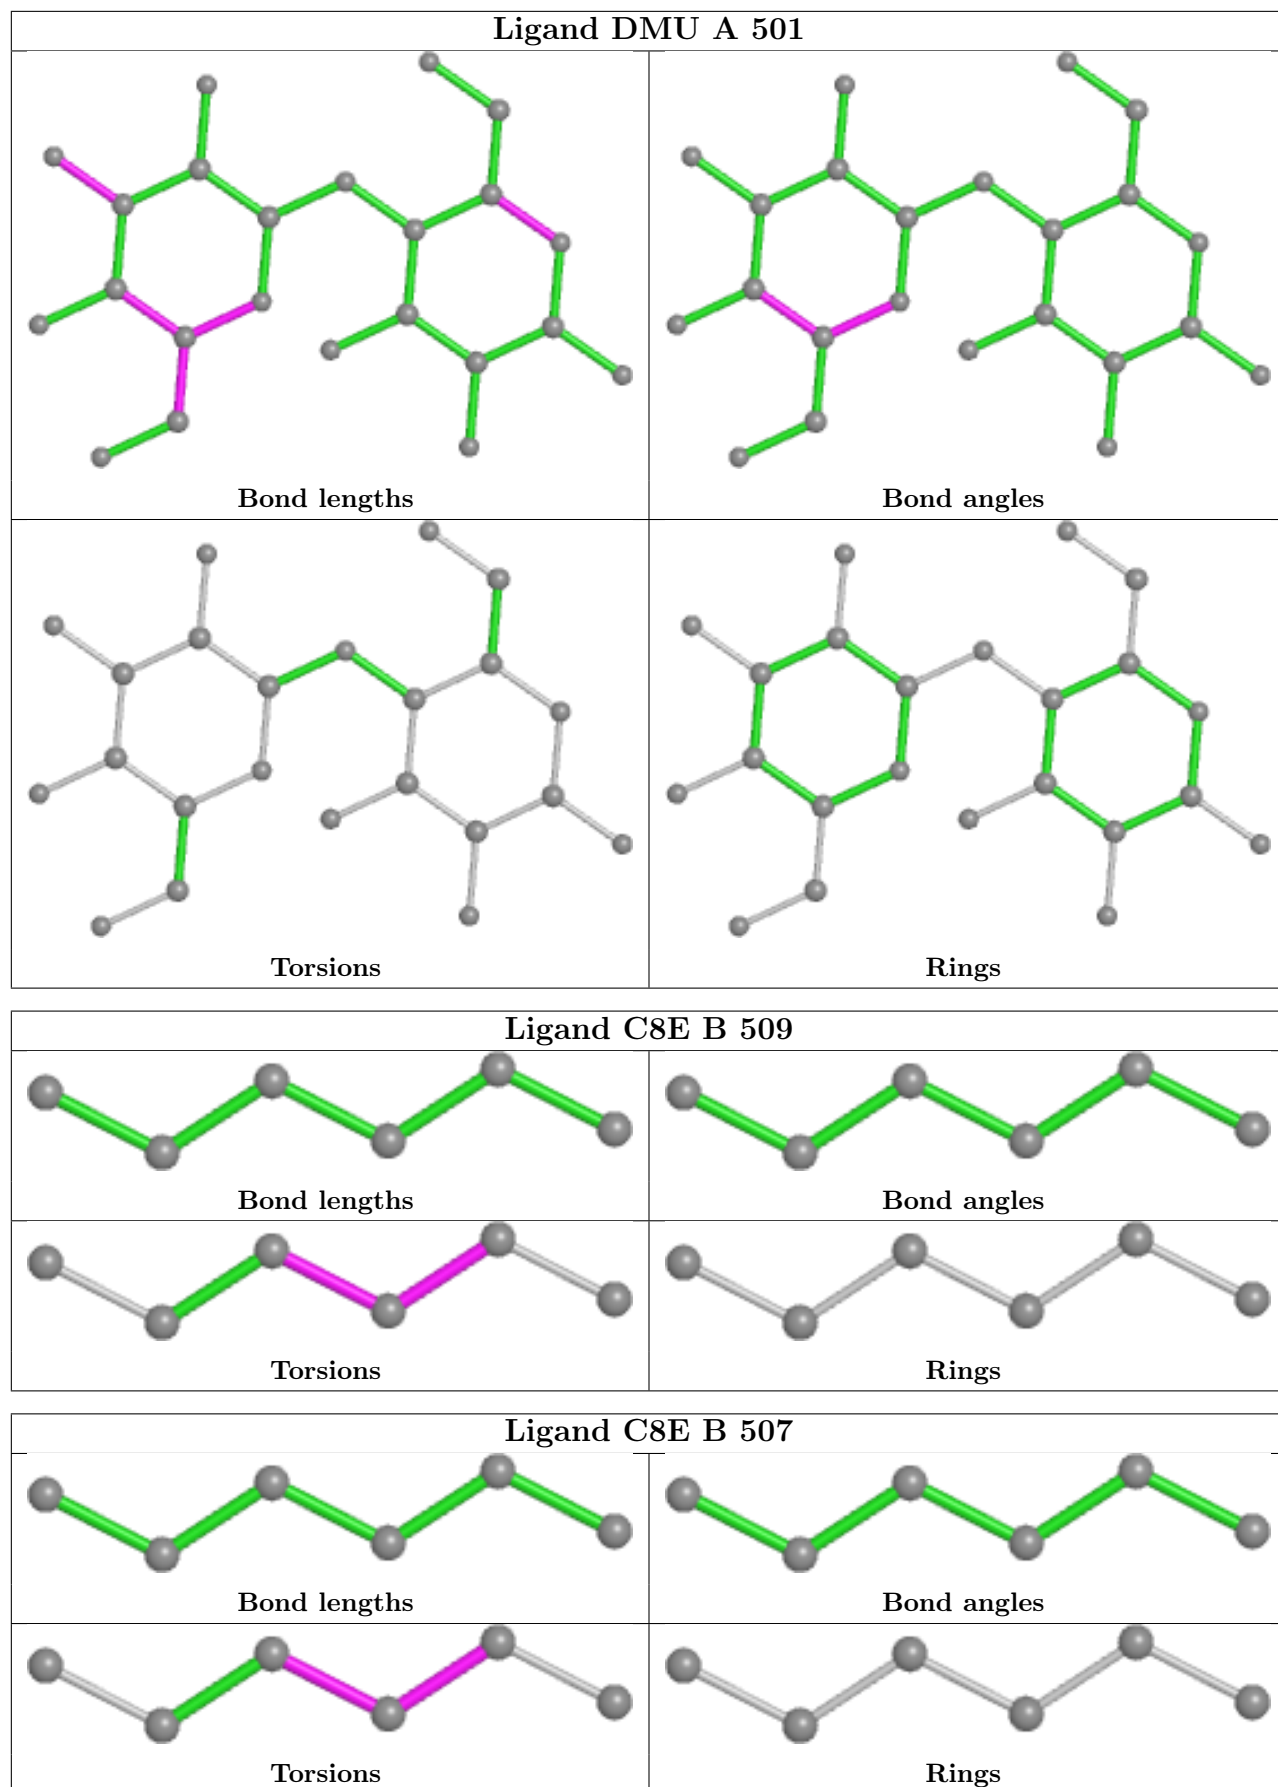 Ligand DMU A 501
Bond lengths
Bond angles
Torsions
Rings
Ligand C8E B 509
Bond lengths
Bond angles
Torsions
Rings
Ligand C8E B 507
Bond lengths
Bond angles
Torsions
Rings